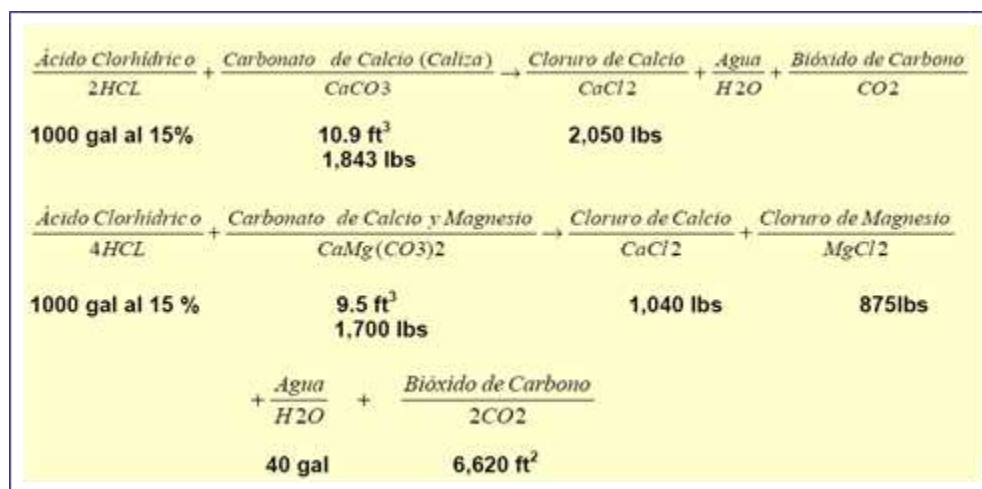 Ácido Clorhídrico + Carbonato de Calcio (Caliza) → Cloruro de Calcio + Agua + Bióxido de Carbono
2HCL CaCO3 CaCl2 H2O CO2
1000 gal al 15% 10.9 ft³ 2,050 lbs
1,843 lbs
Ácido Clorhídrico + Carbonato de Calcio y Magnesio → Cloruro de Calcio + Cloruro de Magnesio
4HCL CaMg(CO3)2 CaCl2 MgCl2
1000 gal al 15 % 9.5 ft³ 1,040 lbs 875lbs
1,700 lbs
+ Agua + Bióxido de Carbono
H2O 2CO2
40 gal 6,620 ft²